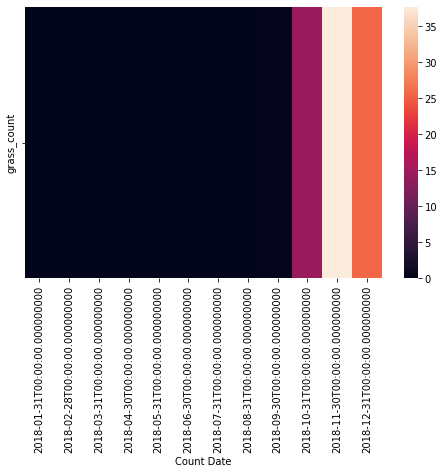 grass_count
35
30
25
20
15
10
5
0
2018-01-31T00:00:00.000000000
2018-02-28T00:00:00.000000000
2018-03-31T00:00:00.000000000
2018-04-30T00:00:00.000000000
2018-05-31T00:00:00.000000000
2018-06-30T00:00:00.000000000
2018-07-31T00:00:00.000000000
2018-08-31T00:00:00.000000000
2018-09-30T00:00:00.000000000
2018-10-31T00:00:00.000000000
2018-11-30T00:00:00.000000000
2018-12-31T00:00:00.000000000
Count Date